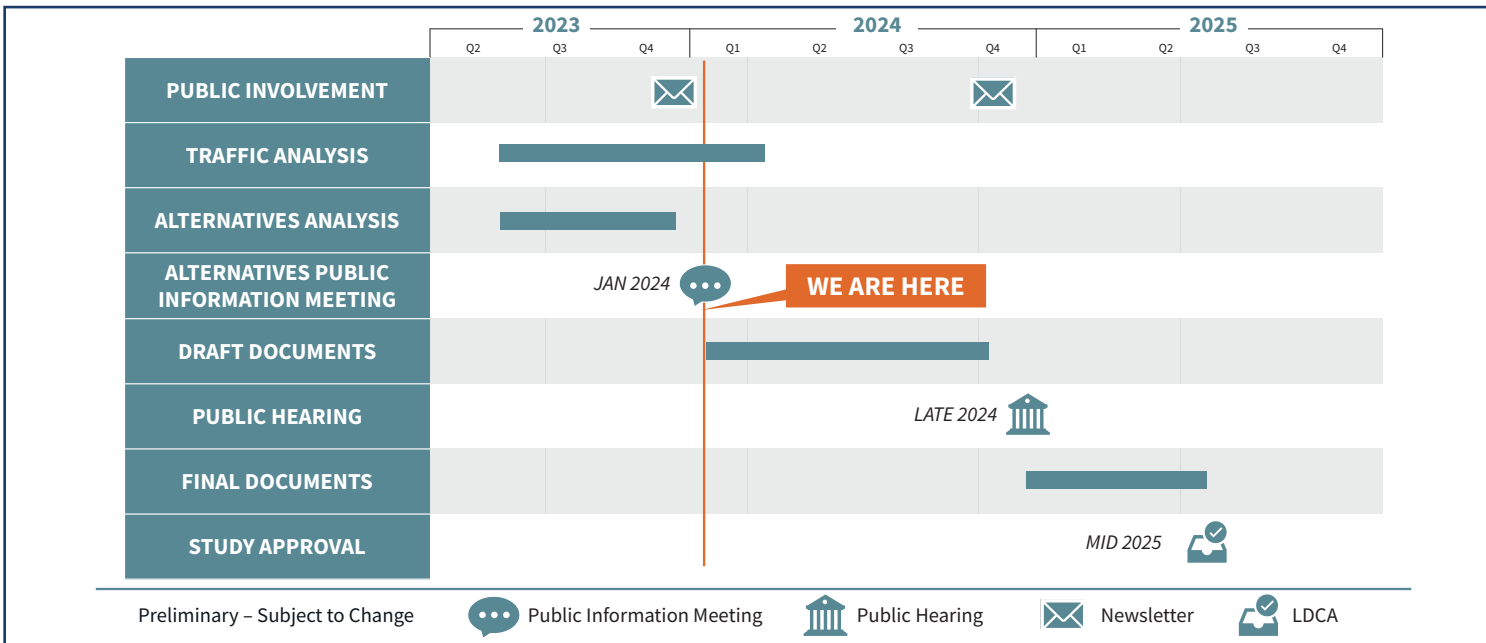 2023 2024 2025
Q2 Q3 Q4 Q1 Q2 Q3 Q4 Q1 Q2 Q3 Q4
PUBLIC INVOLVEMENT
TRAFFIC ANALYSIS
ALTERNATIVES ANALYSIS
ALTERNATIVES PUBLIC
INFORMATION MEETING
JAN 2024
WE ARE HERE
DRAFT DOCUMENTS
PUBLIC HEARING
LATE 2024
FINAL DOCUMENTS
STUDY APPROVAL
MID 2025
Preliminary – Subject to Change
Public Information Meeting
Public Hearing
Newsletter
LDCA